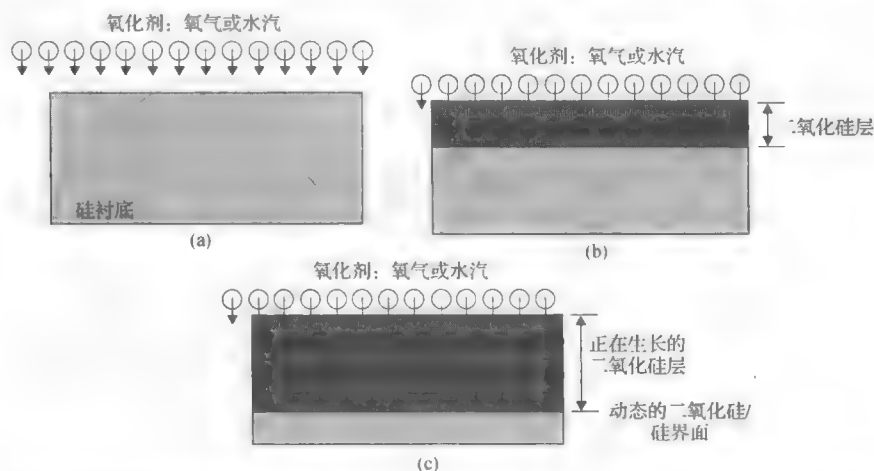 氧化剂：氧气或水汽
硅衬底
(a)
氧化剂：氧气或水汽
二氧化硅层
(b)
氧化剂：氧气或水汽
正在生长的
二氧化硅层
动态的二氧化硅/
硅界面
(c)